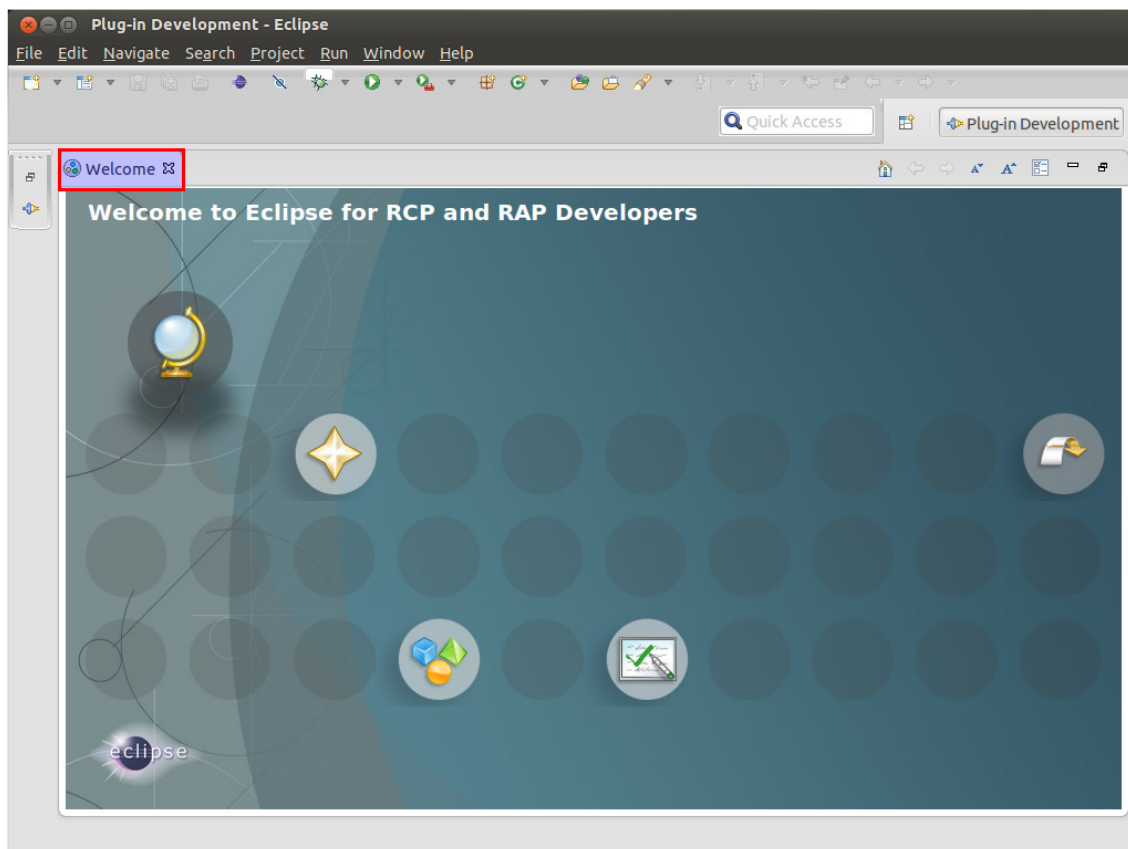 Plug-in Development - Eclipse
File Edit Navigate Search Project Run Window Help
Quick Access
Plug-in Development
Welcome
Welcome to Eclipse for RCP and RAP Developers
eclipse